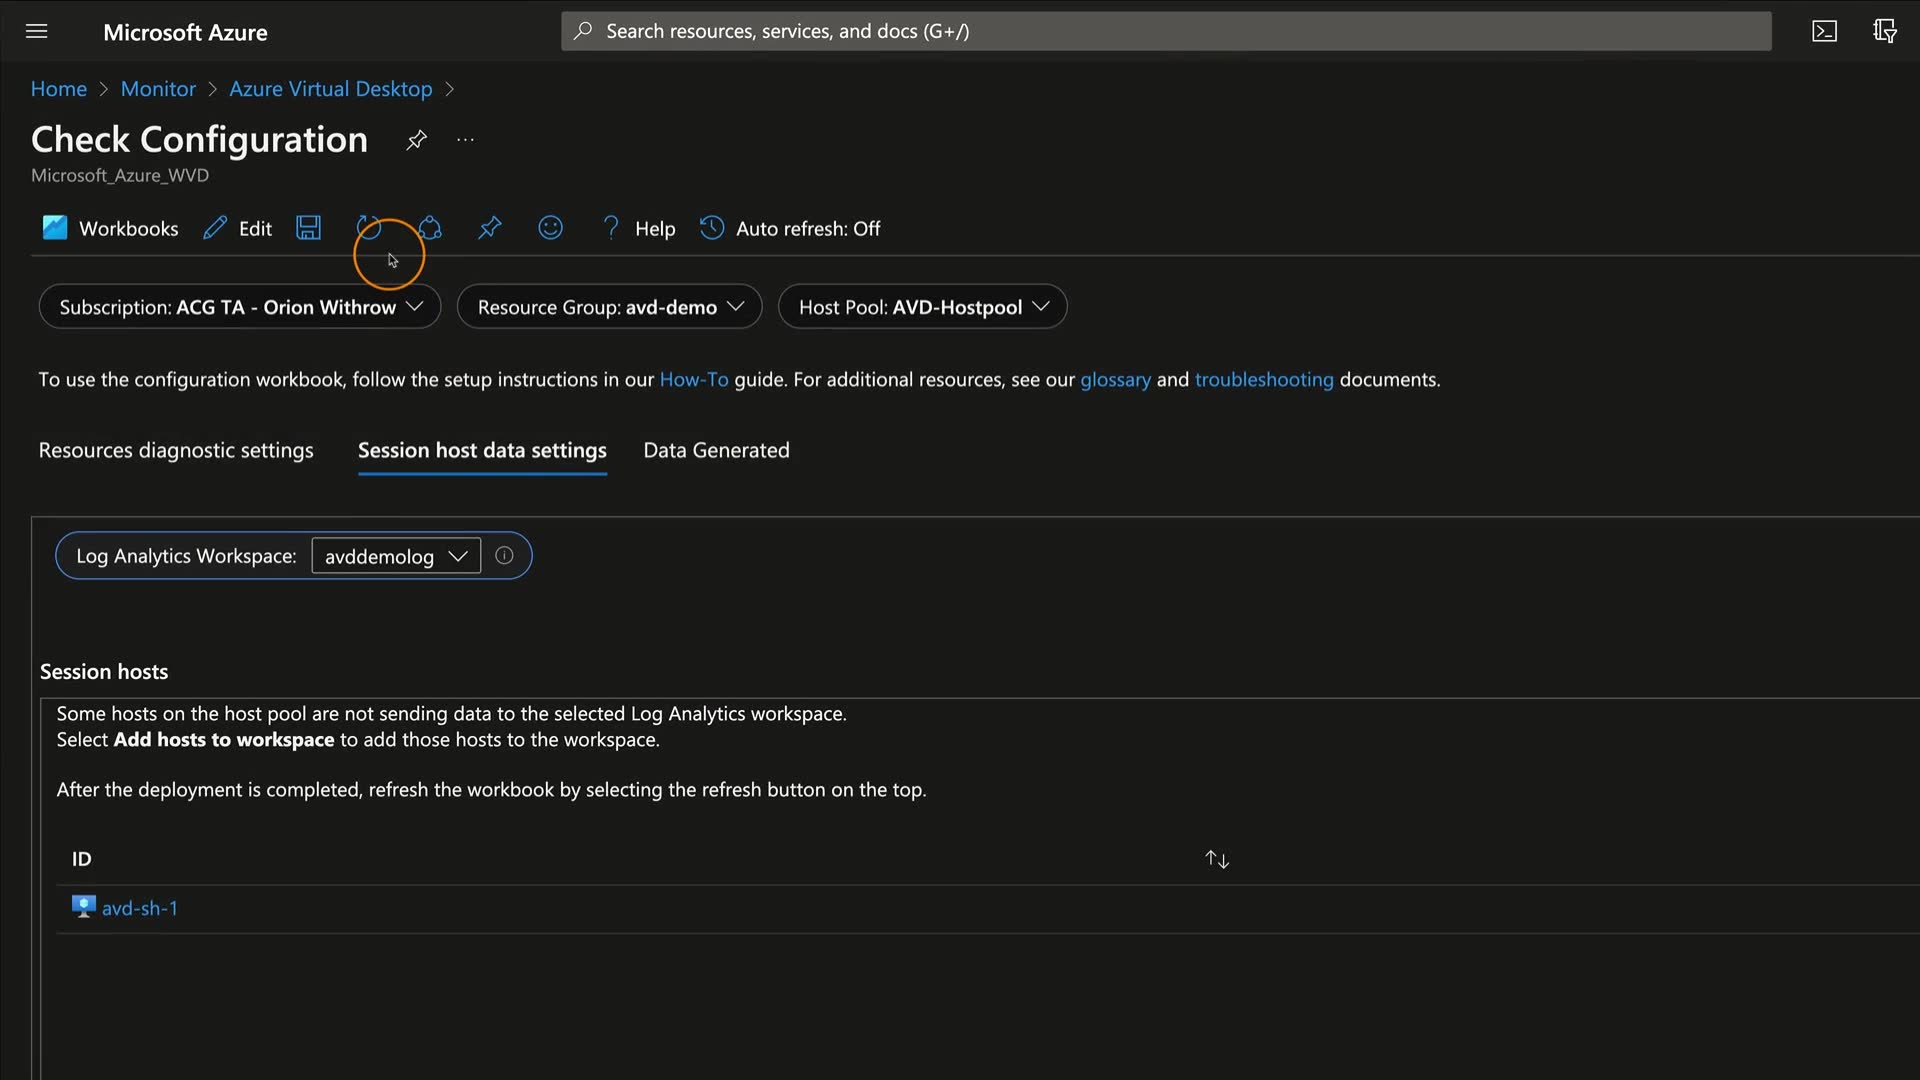 Microsoft Azure
Search resources, services, and docs (G+/)
Home > Monitor > Azure Virtual Desktop >
Check Configuration ...
Microsoft_Azure_WVD
Workbooks Edit ? Help Auto refresh: Off
Subscription: ACG TA - Orion Withrow Resource Group: avd-demo Host Pool: AVD-Hostpool
To use the configuration workbook, follow the setup instructions in our How-To guide. For additional resources, see our glossary and troubleshooting documents.
Resources diagnostic settings Session host data settings Data Generated
Log Analytics Workspace: avddemolog
Session hosts
Some hosts on the host pool are not sending data to the selected Log Analytics workspace.
Select Add hosts to workspace to add those hosts to the workspace.
After the deployment is completed, refresh the workbook by selecting the refresh button on the top.
ID
avd-sh-1